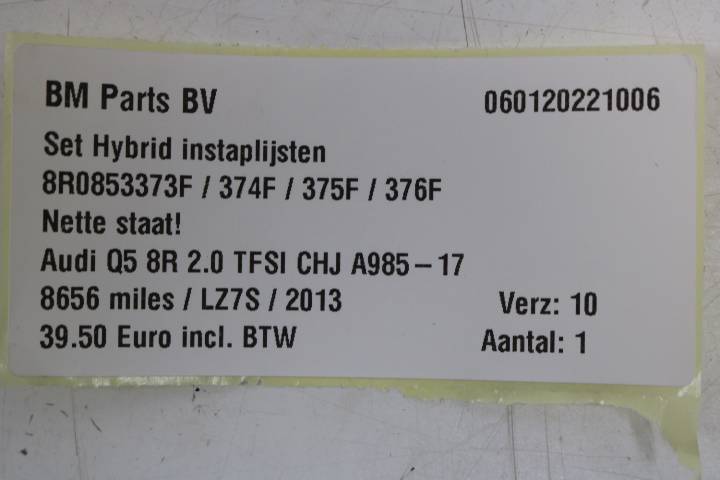 BM Parts BV 060120221006
Set Hybrid instaplijsten
8R0853373F / 374F / 375F / 376F
Nette staat!
Audi Q5 8R 2.0 TFSI CHJ A985-17
8656 miles / LZ7S / 2013 Verz: 10
39.50 Euro incl. BTW Aantal: 1